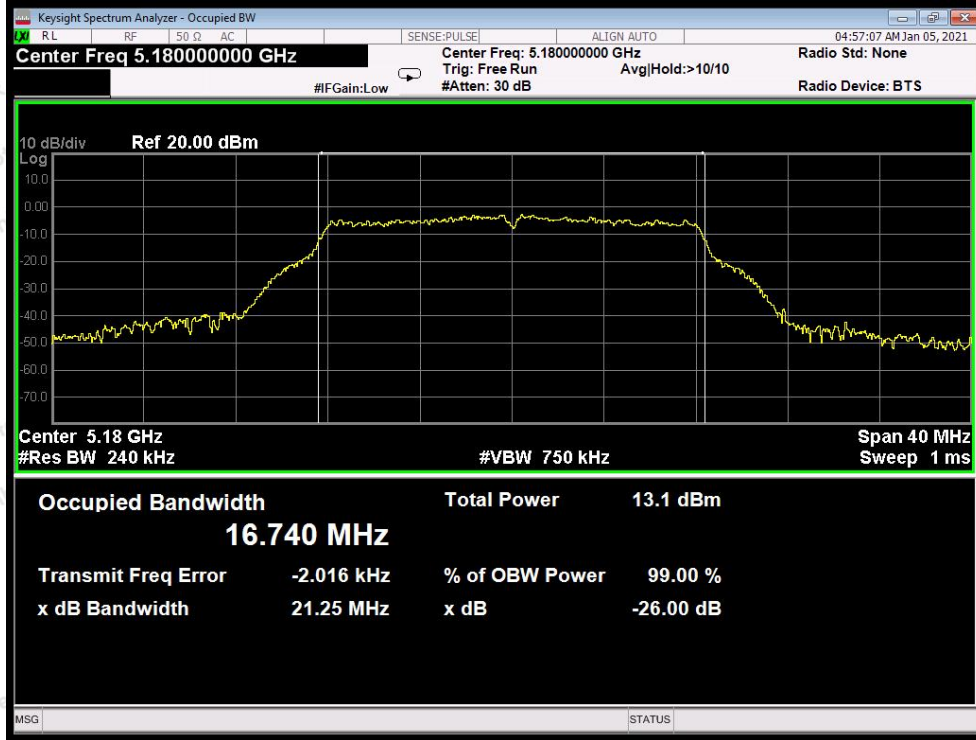 Keysight Spectrum Analyzer - Occupied BW
LXI RL RF 50 Ω AC SENSE:PULSE ALIGN AUTO 04:57:07 AM Jan 05, 2021
Center Freq 5.180000000 GHz Center Freq: 5.180000000 GHz Radio Std: None
Trig: Free Run Avg|Hold:>10/10
#IFGain:Low #Atten: 30 dB Radio Device: BTS
10 dB/div Ref 20.00 dBm
Log
10.0
0.00
-10.0
-20.0
-30.0
-40.0
-50.0
-60.0
-70.0
Center 5.18 GHz Span 40 MHz
#Res BW 240 kHz #VBW 750 kHz Sweep 1 ms
Occupied Bandwidth Total Power 13.1 dBm
16.740 MHz
Transmit Freq Error -2.016 kHz % of OBW Power 99.00 %
x dB Bandwidth 21.25 MHz x dB -26.00 dB
MSG STATUS